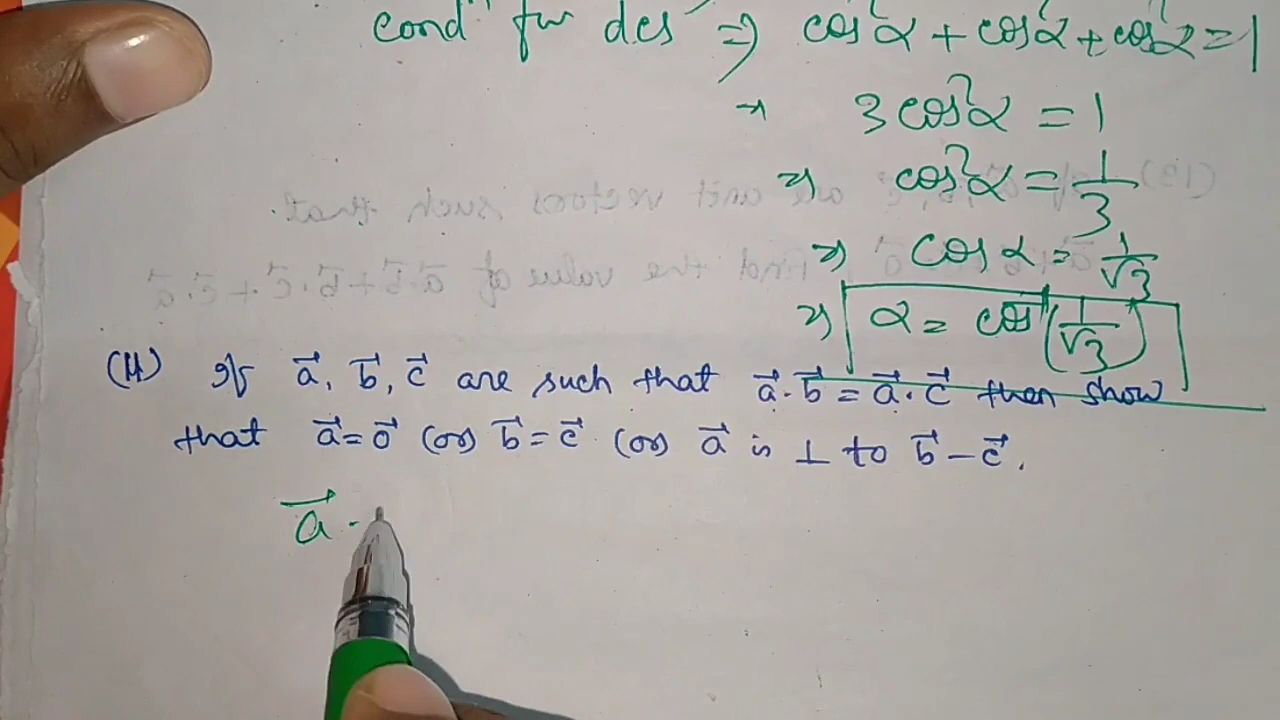 condⁿ for dcs ⇒ cos²α + cos²α + cos²α = 1
⇒ 3cos²α = 1
⇒ cos²α = 1/3
⇒ cos α = 1/√3
⇒ α = cos⁻¹(1/√3)
(11) If a⃗, b⃗, c⃗ are such that a⃗·b⃗ = a⃗·c⃗ then show
that a⃗=0⃗ (or) b⃗=c⃗ (or) a⃗ is ⊥ to b⃗-c⃗.
a⃗ ·